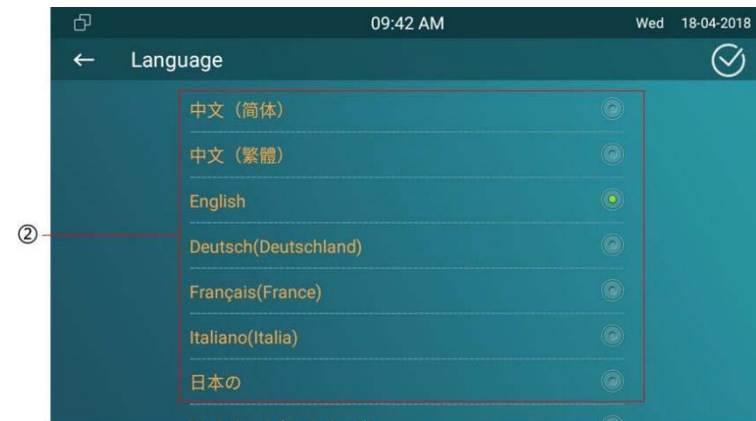 09:42 AM Wed 18-04-2018
Language
中文（简体）
中文（繁體）
English
②
Deutsch(Deutschland)
Français(France)
Italiano(Italia)
日本の